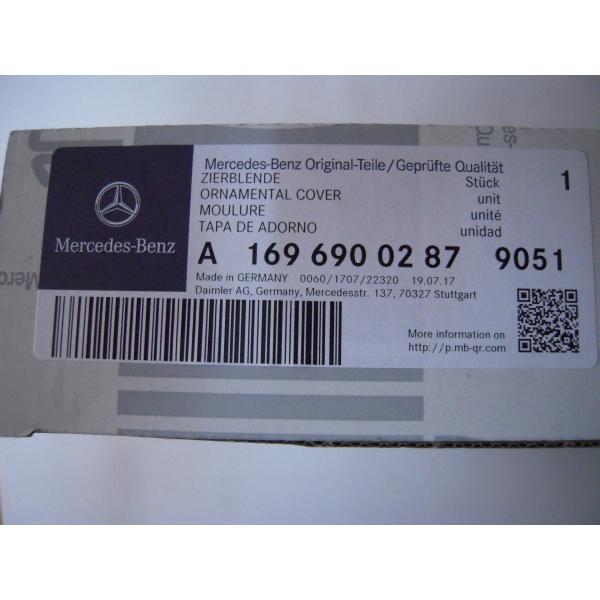 Mercedes-Benz
Mercedes-Benz Original-Teile/Geprüfte Qualität
ZIERBLENDE Stück 1
ORNAMENTAL COVER unit
MOULURE unité
TAPA DE ADORNO unidad
A 169 690 02 87 9051
Made in GERMANY 0060/1707/22320 19.07.17
Daimler AG, Germany, Mercedesstr. 137, 70327 Stuttgart
More information on
http://p.mb-qr.com